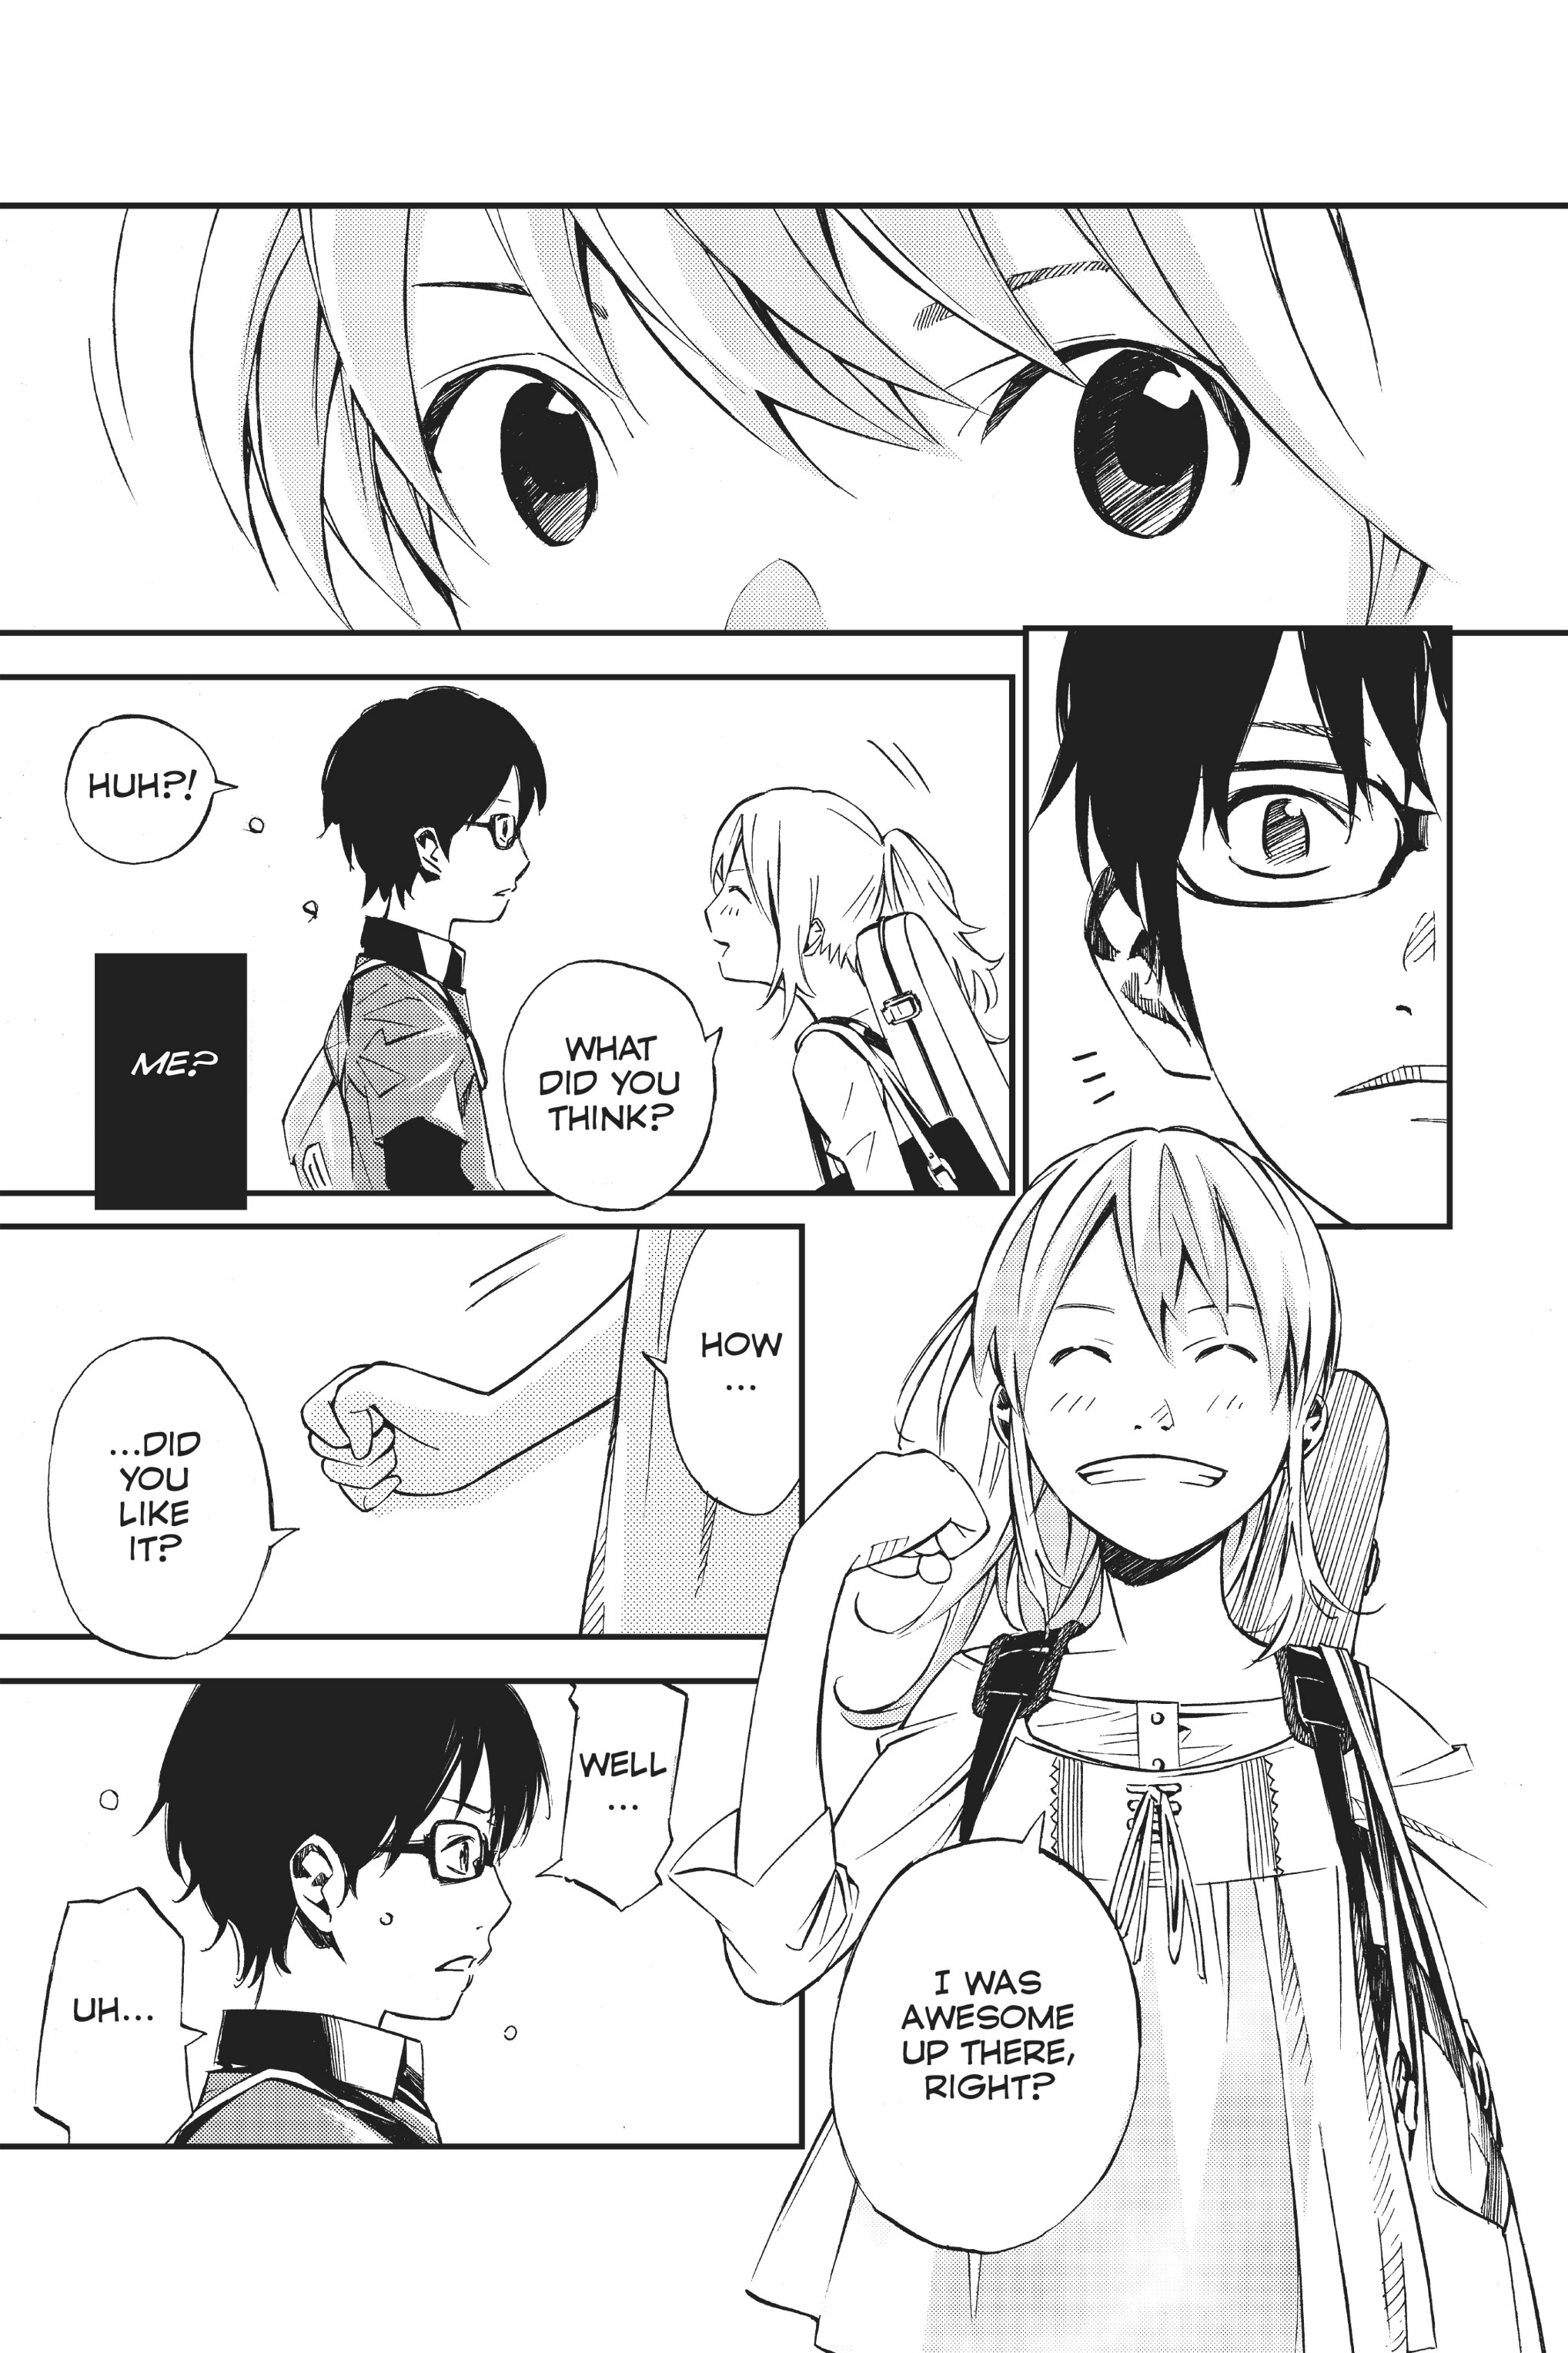 WHAT
DID YOU
THINK?
HUH?!
ME?
HOW
...
...DID
YOU
LIKE
IT?
I WAS
AWESOME
UP THERE,
RIGHT?
WELL
...
UH...